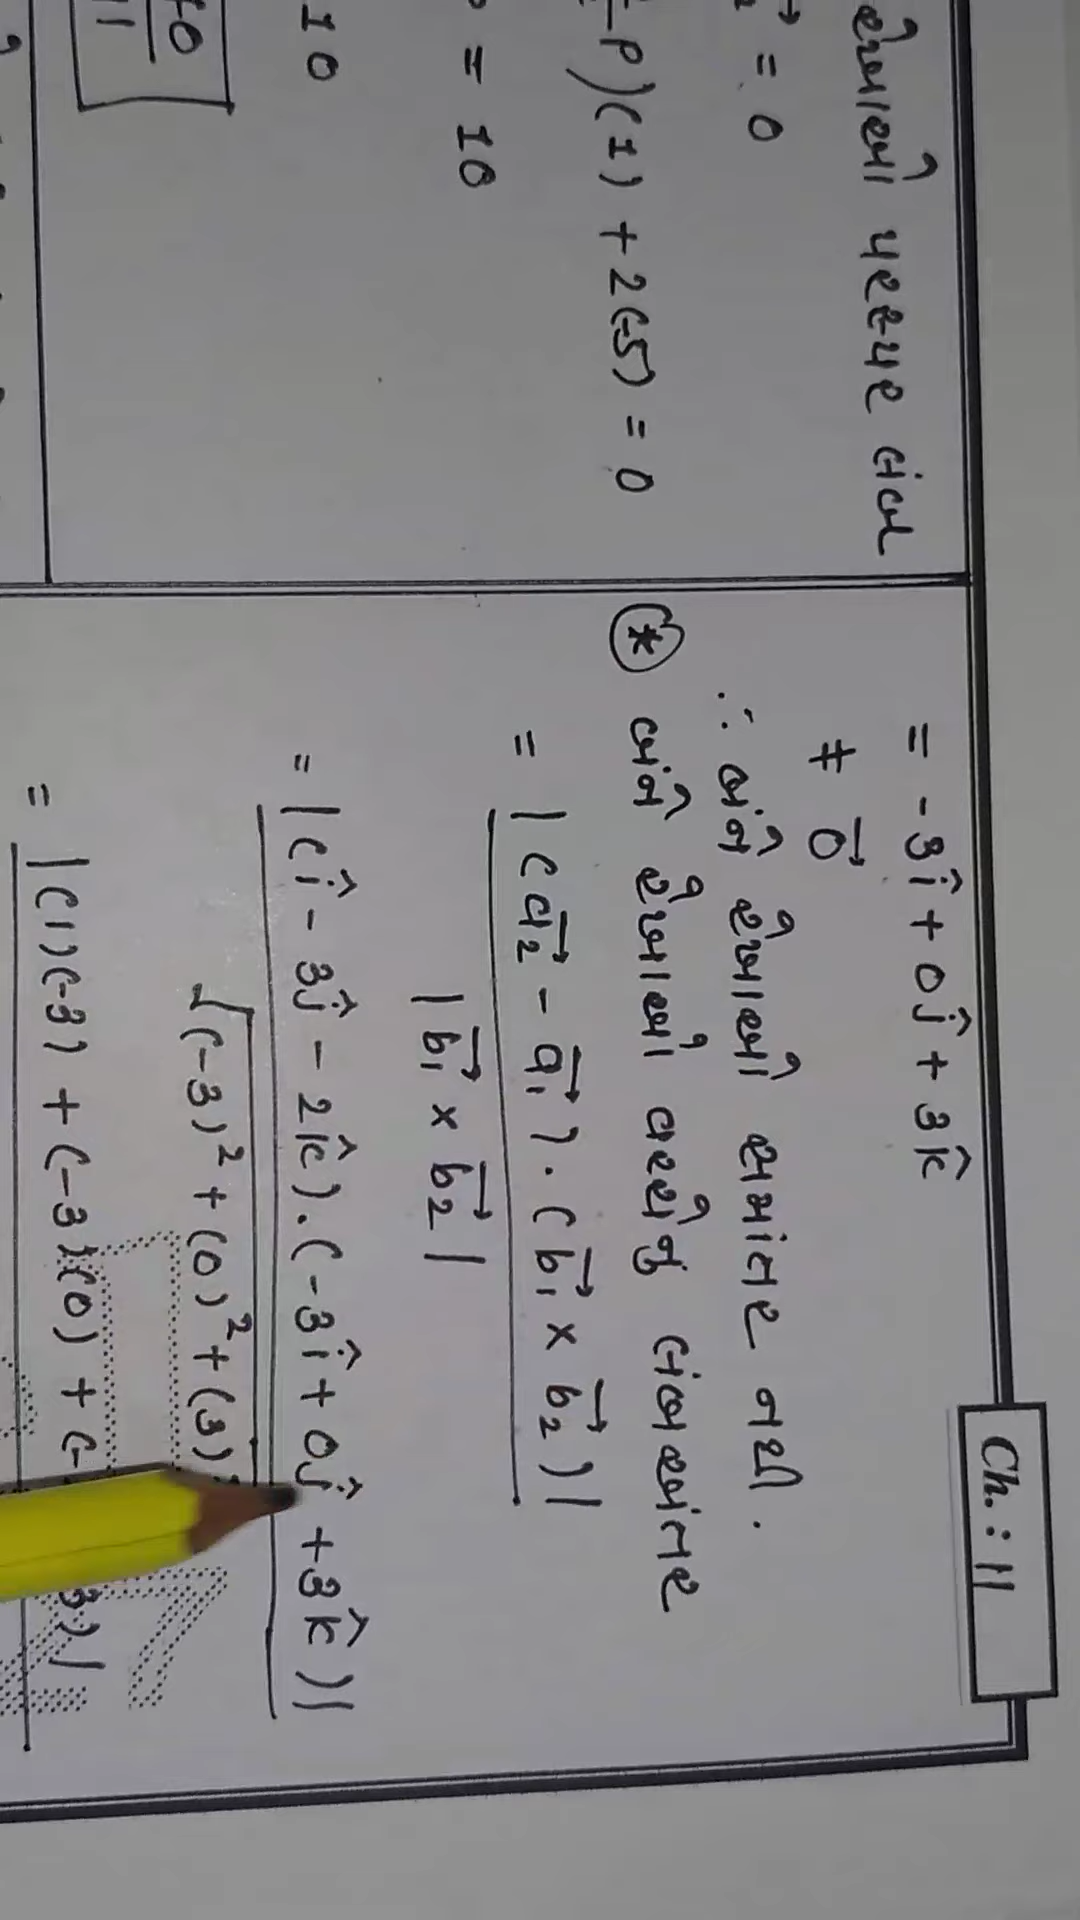 Ch. : 11
રેખાઓ પરસ્પર લંબ
= 0
P)(1) + 2(-5) = 0
= 10
10
11
= -3î + 0ĵ + 3k̂
≠ 0⃗
∴ બંને રેખાઓ સમાંતર નથી.
* બંને રેખાઓ વચ્ચેનું લંબઅંતર
= |(a⃗₂ - a⃗₁) · (b⃗₁ × b⃗₂)|
|b⃗₁ × b⃗₂|
= |(î - 3ĵ - 2k̂) · (-3î + 0ĵ + 3k̂)|
√(-3)² + (0)² + (3)
= |(1)(-3) + (-3)(0) + (- 3)|